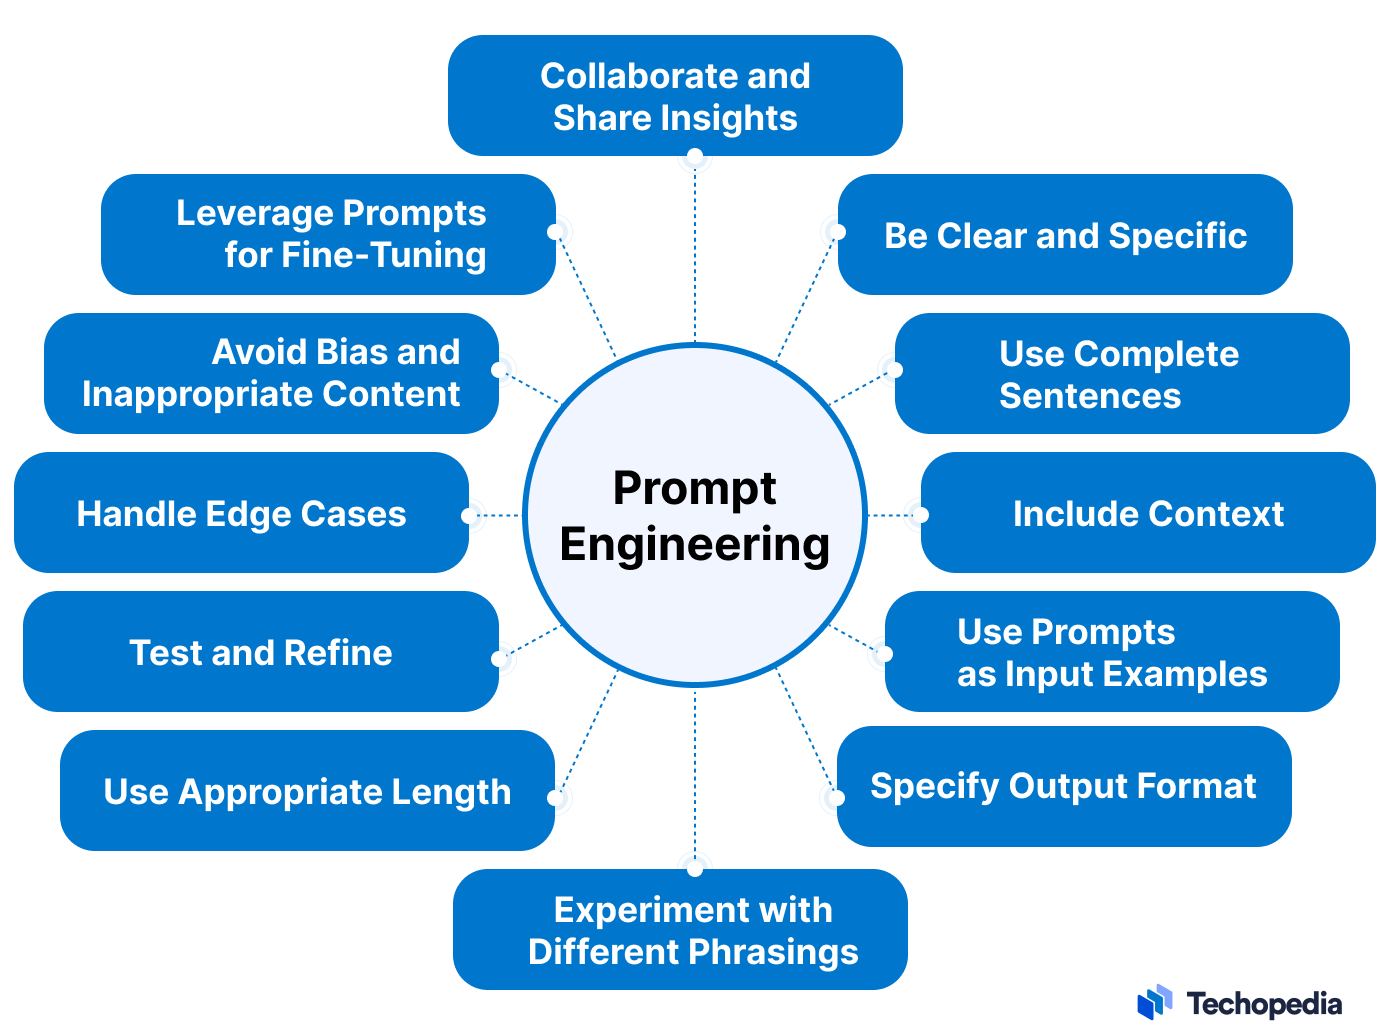 Collaborate and
Share Insights
Leverage Prompts
for Fine-Tuning
Be Clear and Specific
Avoid Bias and
Inappropriate Content
Use Complete
Sentences
Handle Edge Cases
Prompt
Engineering
Include Context
Test and Refine
Use Prompts
as Input Examples
Use Appropriate Length
Specify Output Format
Experiment with
Different Phrasings
Techopedia